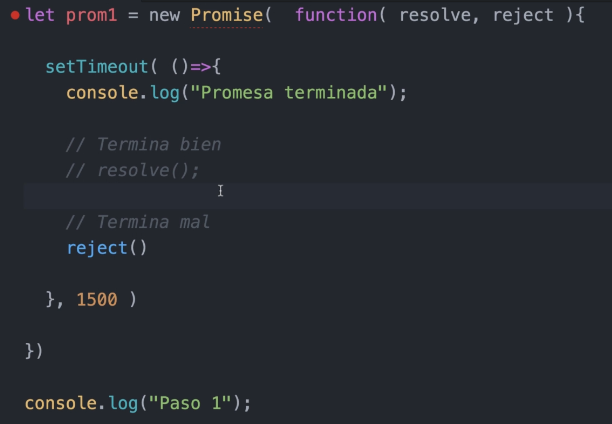 let prom1 = new Promise(  function( resolve, reject ){
setTimeout( ()=>{
console.log("Promesa terminada");
// Termina bien
// resolve();
// Termina mal
reject()
}, 1500 )
})
console.log("Paso 1");